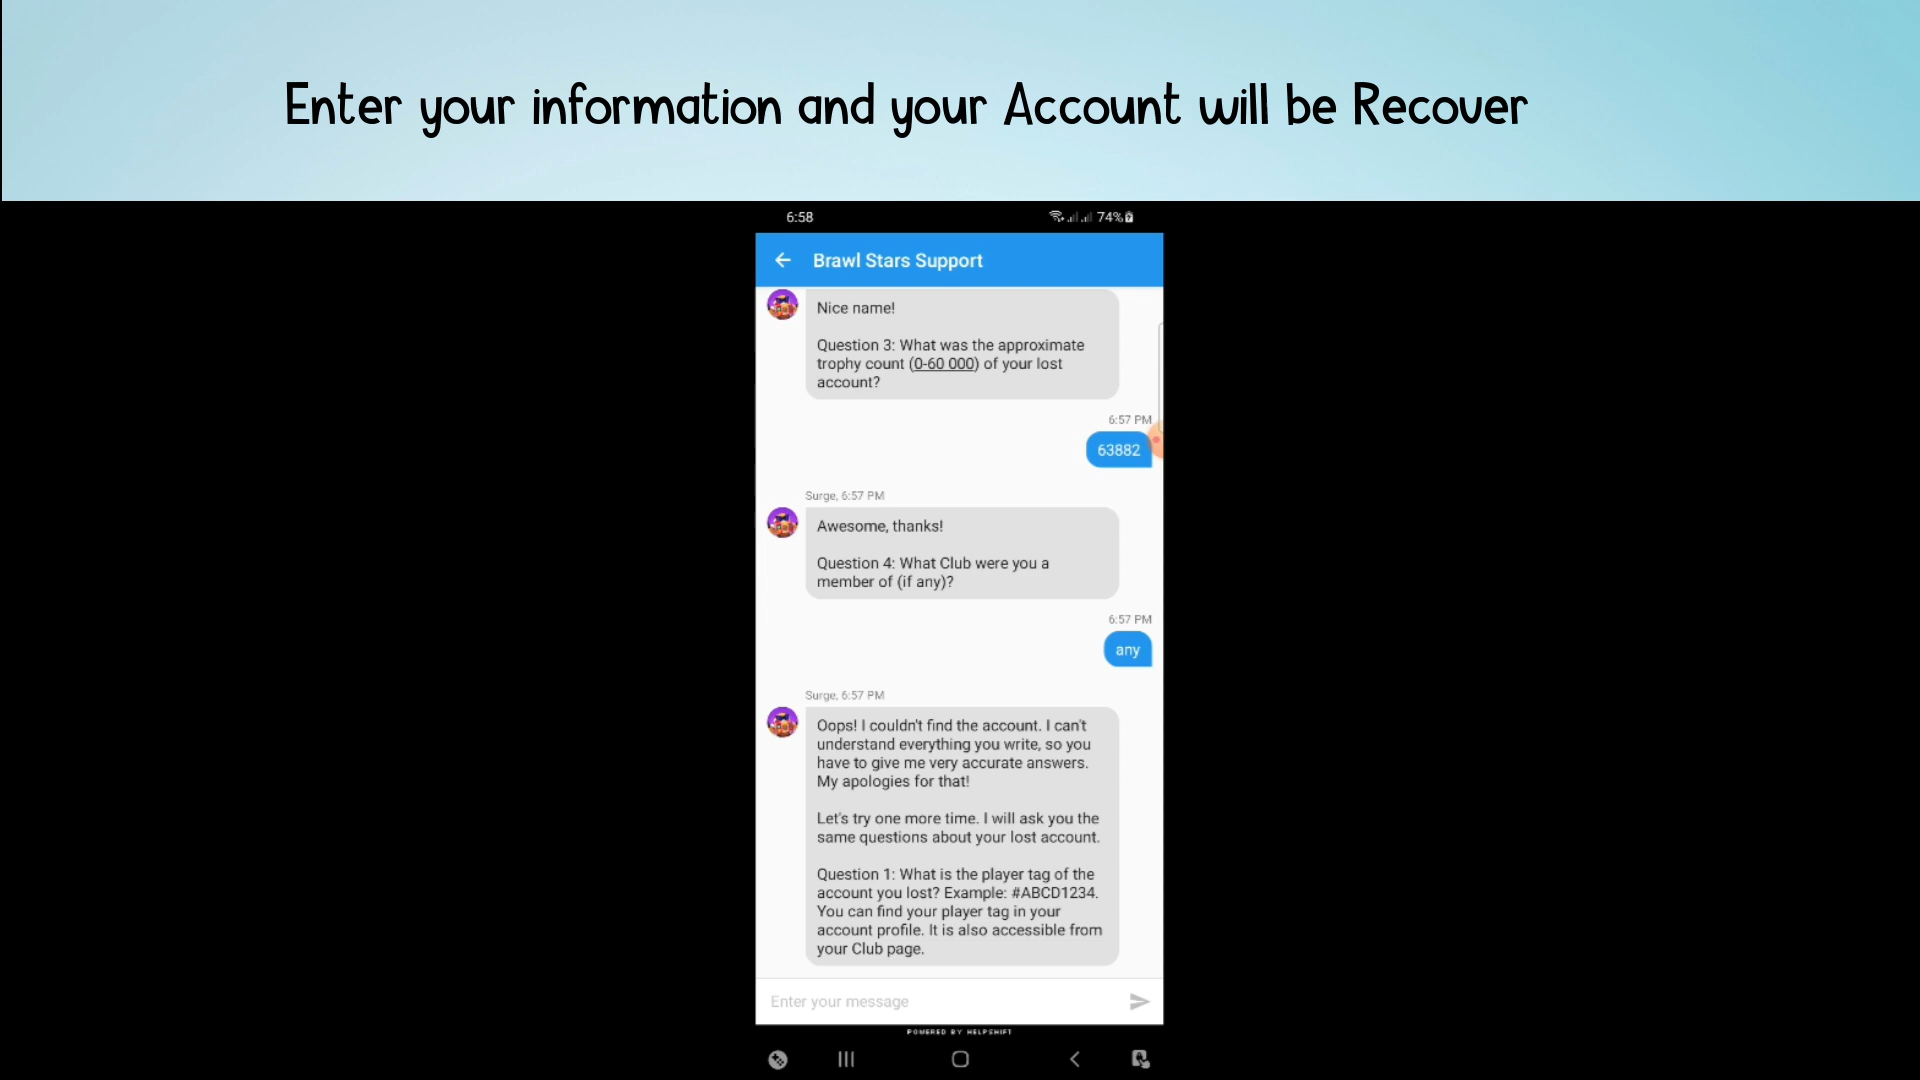 Enter your information and your Account will be Recover
6:58
74%
Brawl Stars Support
Nice name!
Question 3: What was the approximate
trophy count (0-60 000) of your lost
account?
6:57 PM
63882
Surge, 6:57 PM
Awesome, thanks!
Question 4: What Club were you a
member of (if any)?
6:57 PM
any
Surge, 6:57 PM
Oops! I couldn't find the account. I can't
understand everything you write, so you
have to give me very accurate answers.
My apologies for that!
Let's try one more time. I will ask you the
same questions about your lost account.
Question 1: What is the player tag of the
account you lost? Example: #ABCD1234.
You can find your player tag in your
account profile. It is also accessible from
your Club page.
Enter your message
POWERED BY HELPSHIFT